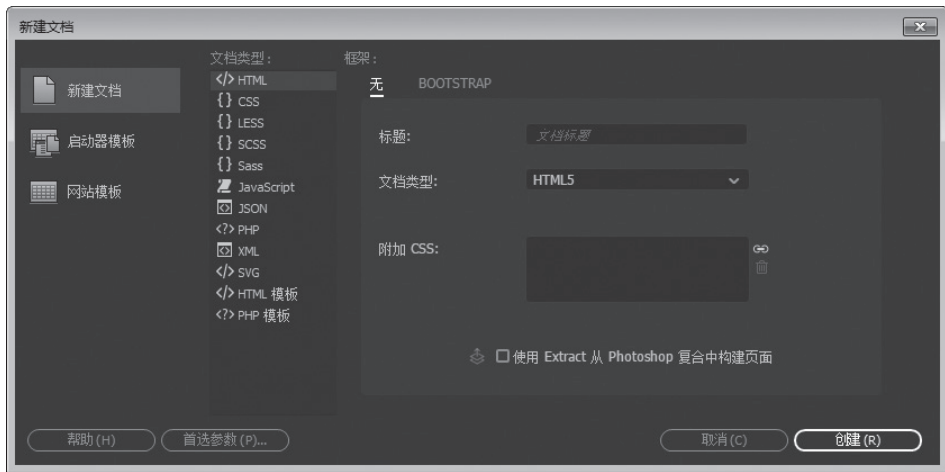 新建文档
新建文档
启动器模板
网站模板
文档类型:
</> HTML
{} CSS
{} LESS
{} SCSS
{} Sass
JavaScript
JSON
<?> PHP
XML
</> SVG
</> HTML 模板
<?> PHP 模板
框架:
无 BOOTSTRAP
标题: 文档标题
文档类型: HTML5
附加 CSS:
使用 Extract 从 Photoshop 复合中构建页面
帮助(H) 首选参数(P)... 取消(C) 创建(R)